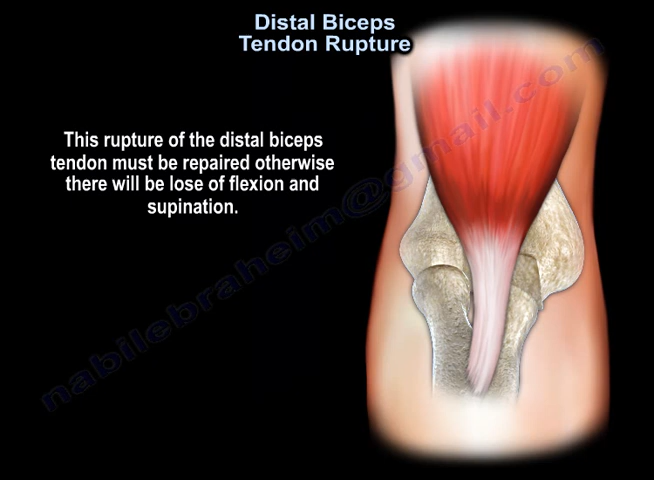 Distal Biceps
Tendon Rupture
This rupture of the distal biceps
tendon must be repaired otherwise
there will be lose of flexion and
supination.
nabilebraheim@gmail.com